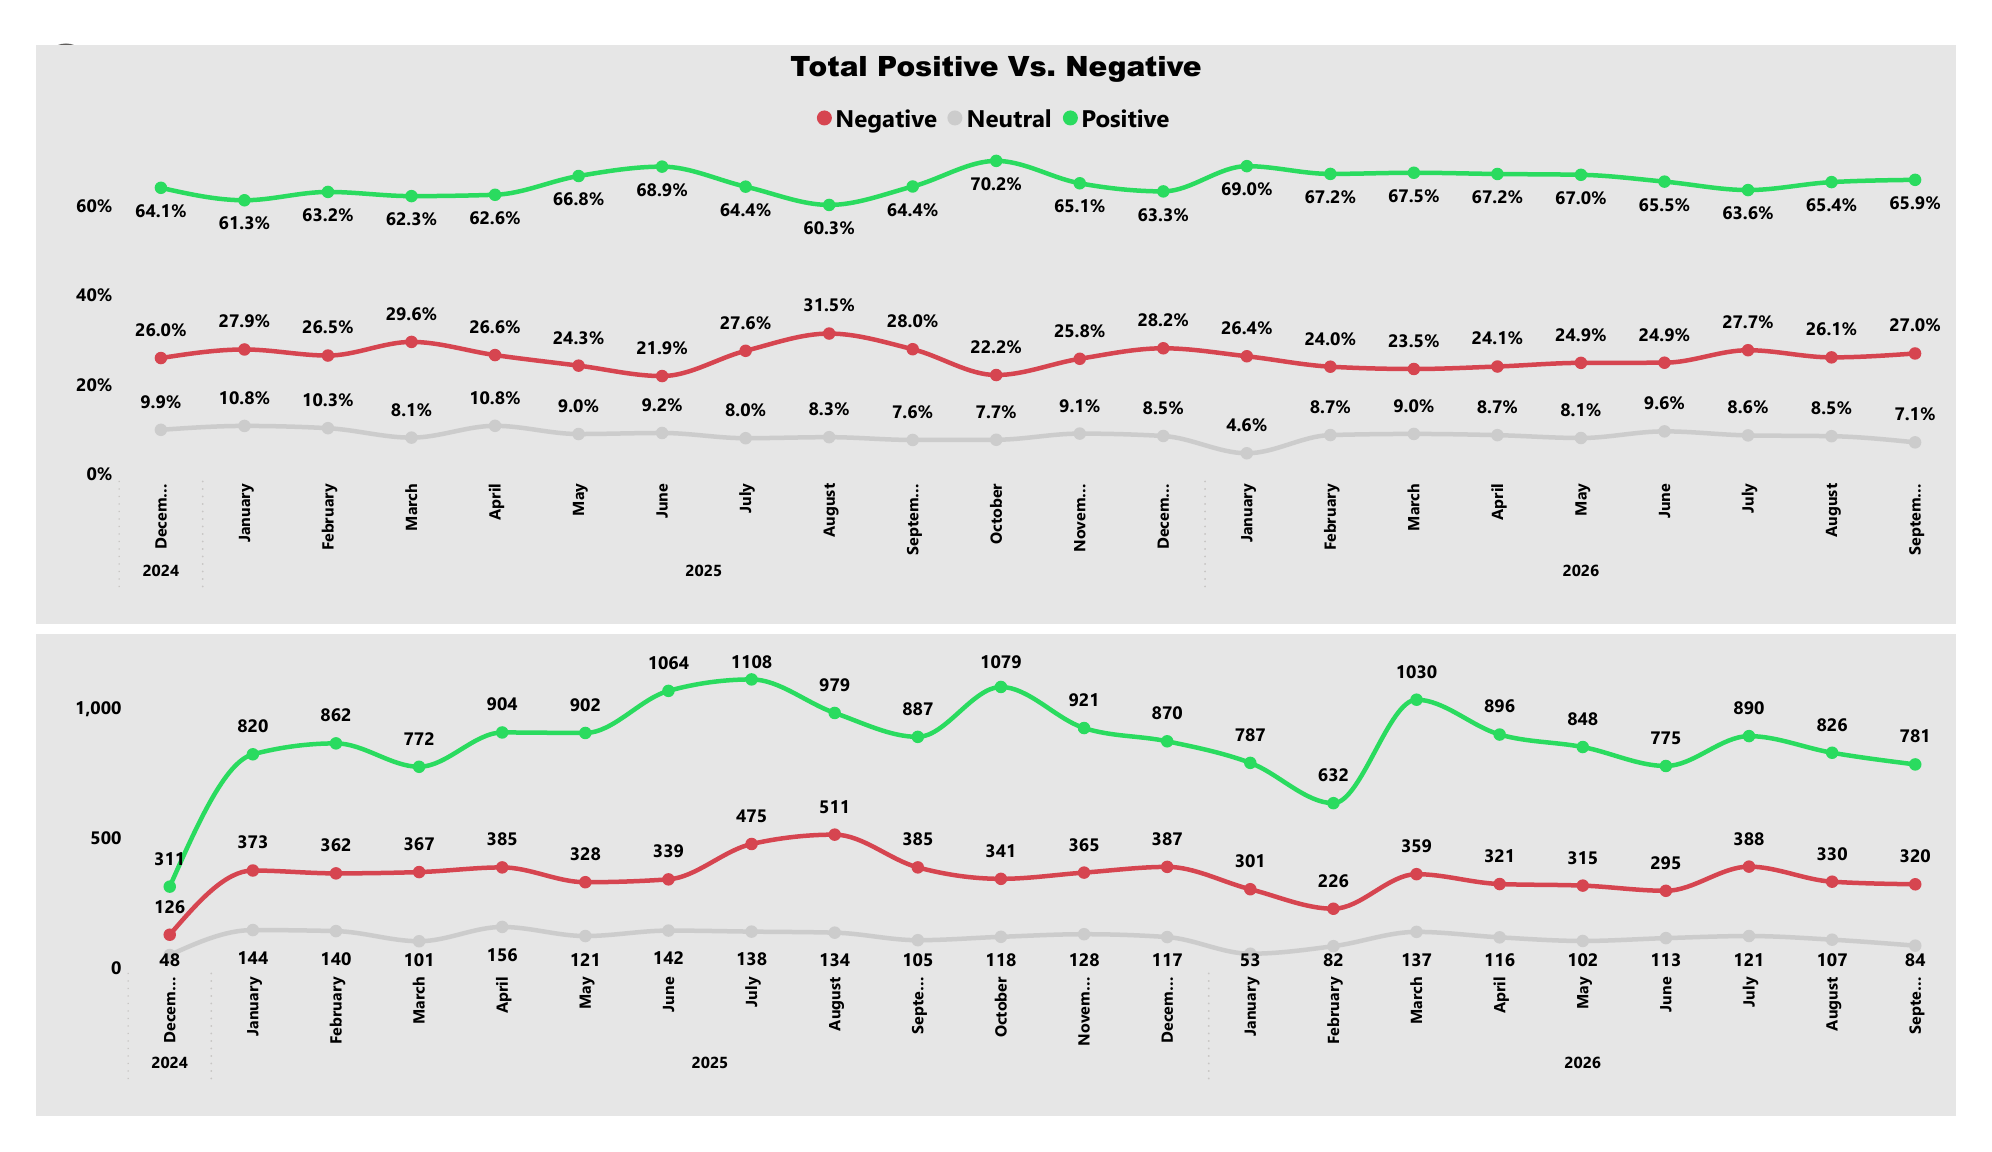 Total Positive Vs. Negative
Negative Neutral Positive
60%
40%
20%
0%
64.1% 61.3% 63.2% 62.3% 62.6% 66.8% 68.9% 64.4% 60.3% 64.4% 70.2% 65.1% 63.3% 69.0% 67.2% 67.5% 67.2% 67.0% 65.5% 63.6% 65.4% 65.9%
26.0% 27.9% 26.5% 29.6% 26.6% 24.3% 21.9% 27.6% 31.5% 28.0% 22.2% 25.8% 28.2% 26.4% 24.0% 23.5% 24.1% 24.9% 24.9% 27.7% 26.1% 27.0%
9.9% 10.8% 10.3% 8.1% 10.8% 9.0% 9.2% 8.0% 8.3% 7.6% 7.7% 9.1% 8.5% 4.6% 8.7% 9.0% 8.7% 8.1% 9.6% 8.6% 8.5% 7.1%
Decem... January February March April May June July August Septem... October Novem... Decem... January February March April May June July August Septem...
2024 2025 2026
1,000
500
0
311 820 862 772 904 902 1064 1108 979 887 1079 921 870 787 632 1030 896 848 775 890 826 781
126 373 362 367 385 328 339 475 511 385 341 365 387 301 226 359 321 315 295 388 330 320
48 144 140 101 156 121 142 138 134 105 118 128 117 53 82 137 116 102 113 121 107 84
Decem... January February March April May June July August Septe... October Novem... Decem... January February March April May June July August Septe...
2024 2025 2026